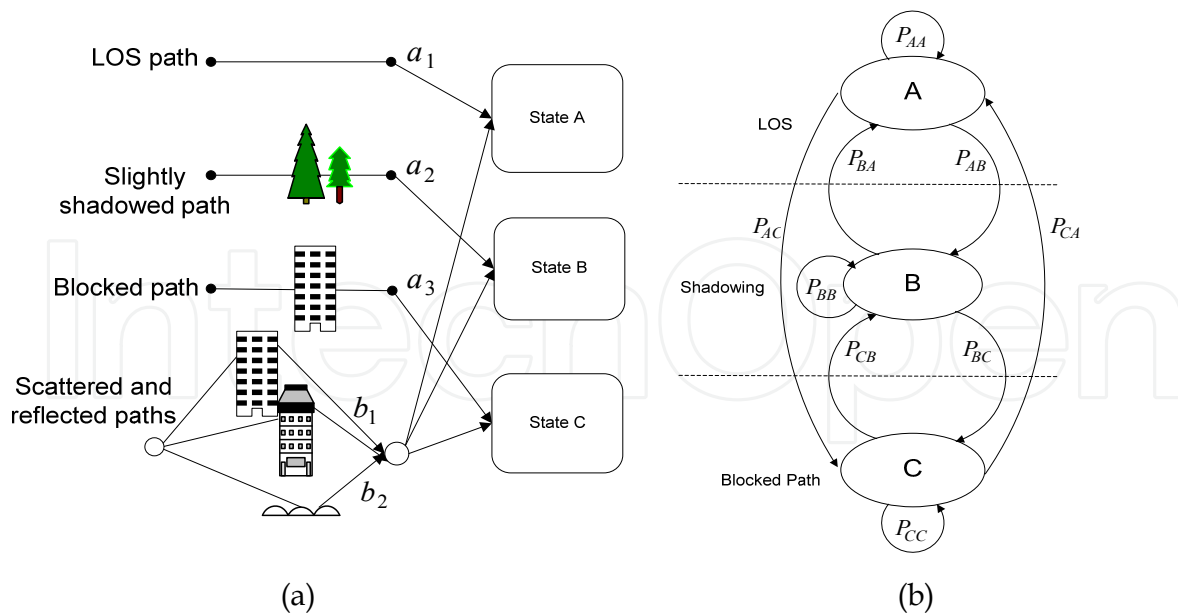 LOS path
a1
State A
Slightly
shadowed path
a2
State B
Blocked path
a3
Scattered and
reflected paths
b1
State C
b2
(a)
PAA
A
LOS
PBA
PAB
PAC
PCA
Shadowing
PBB
B
PCB
PBC
Blocked Path
C
PCC
(b)
IntechOpen